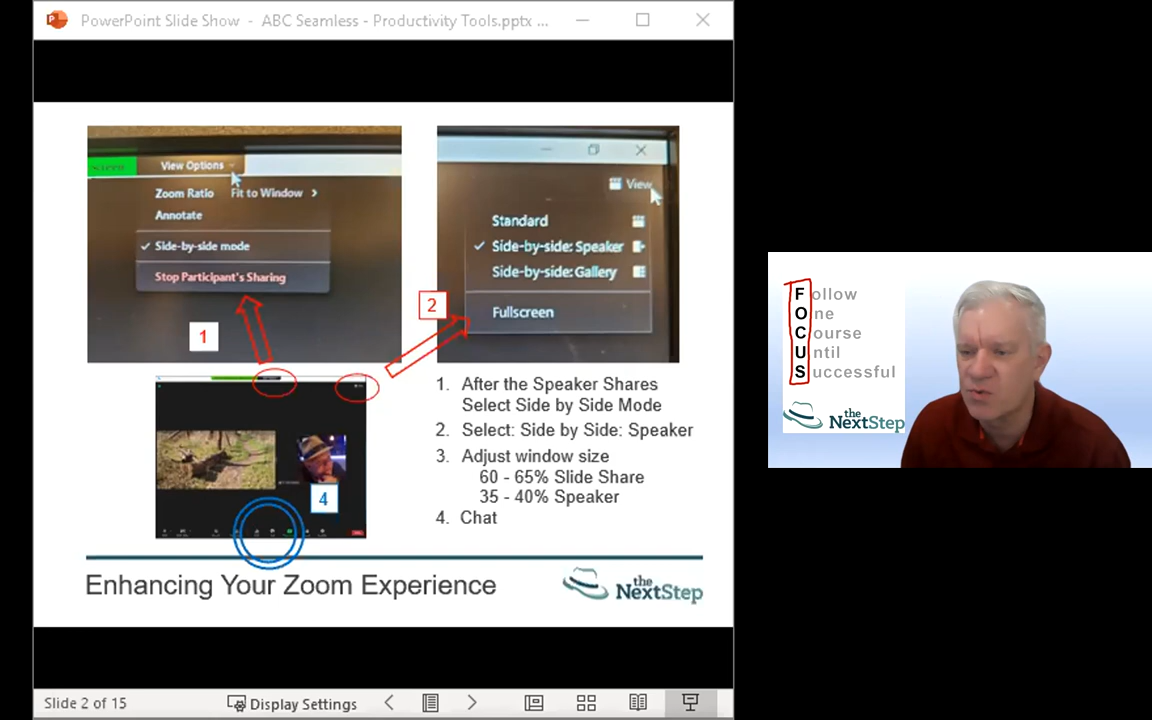 PowerPoint Slide Show - ABC Seamless - Productivity Tools.pptx ...
View Options
Zoom Ratio Fit to Window >
Annotate
✓ Side-by-side mode
Stop Participant's Sharing
1
View
Standard
✓ Side-by-side: Speaker
Side-by-side: Gallery
Fullscreen
2
4
1. After the Speaker Shares
Select Side by Side Mode
2. Select: Side by Side: Speaker
3. Adjust window size
60 - 65% Slide Share
35 - 40% Speaker
4. Chat
Enhancing Your Zoom Experience
the
NextStep
Slide 2 of 15
Display Settings
Follow
One
Course
Until
Successful
the
NextStep